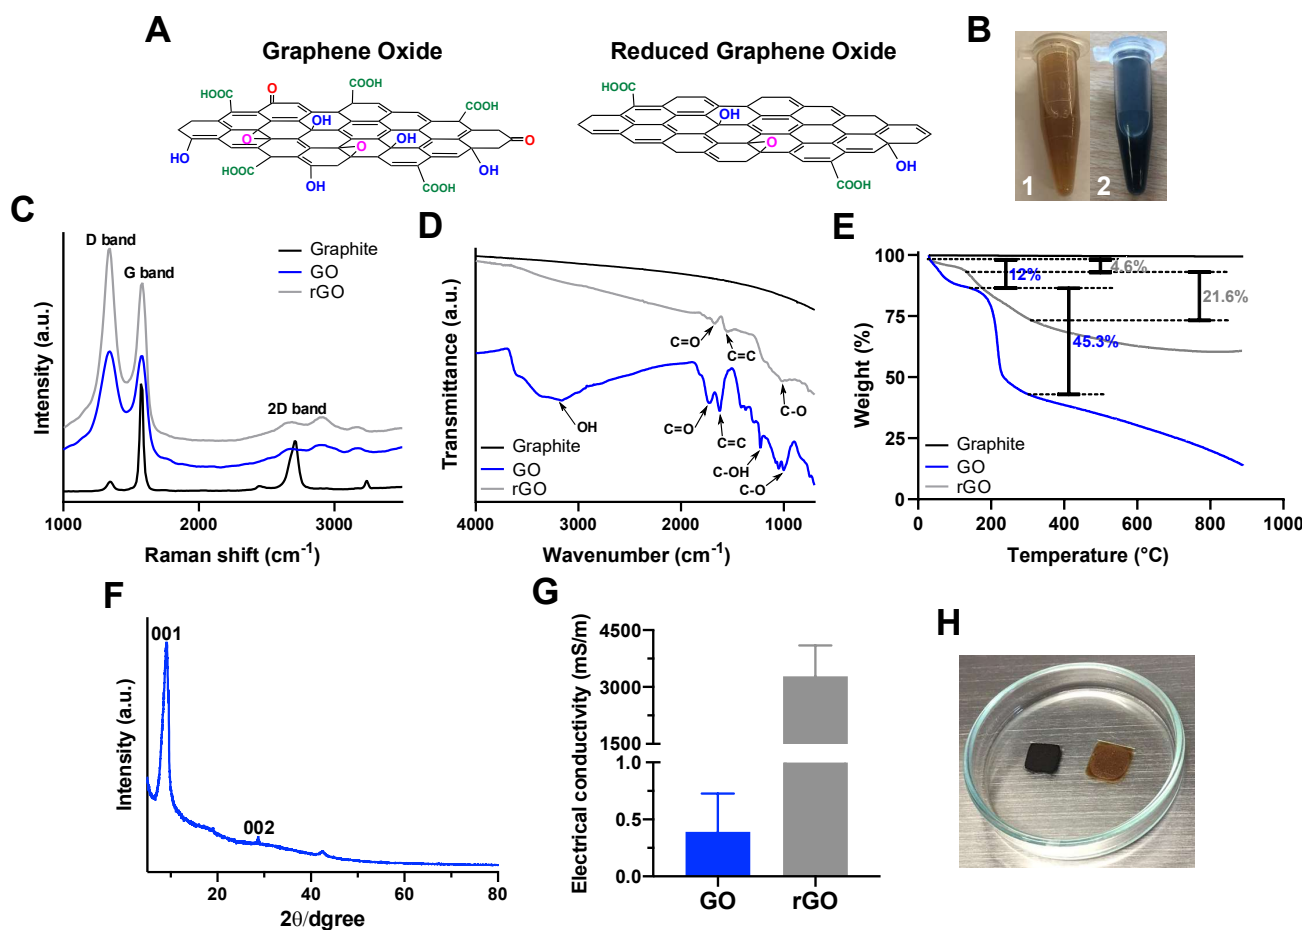 A
Graphene Oxide
HOOC
O
COOH
COOH
OH
O
O
OH
O
HO
HOOC
OH
COOH
OH
Reduced Graphene Oxide
HOOC
OH
O
OH
COOH
B
1
2
C
D band
G band
2D band
Graphite
GO
rGO
Intensity (a.u.)
1000
2000
3000
Raman shift (cm-1)
D
Transmittance (a.u.)
C=O
C=C
C-O
OH
C=O
C=C
C-OH
C-O
Graphite
GO
rGO
4000
3000
2000
1000
Wavenumber (cm-1)
E
Weight (%)
100
75
50
25
0
12%
4.6%
21.6%
45.3%
Graphite
GO
rGO
0
200
400
600
800
1000
Temperature (°C)
F
Intensity (a.u.)
001
002
20
40
60
80
2θ/dgree
G
Electrical conductivity (mS/m)
4500
3000
1500
1.0
0.5
0.0
GO
rGO
H